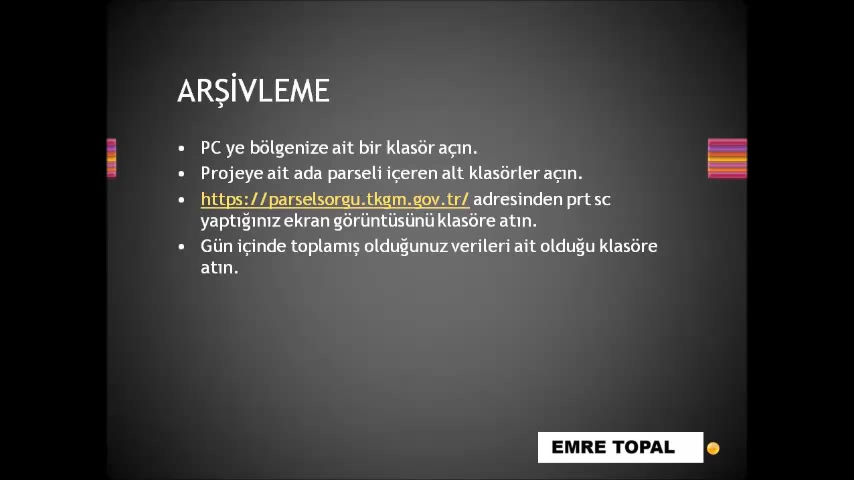 ARŞİVLEME
• PC ye bölgenize ait bir klasör açın.
• Projeye ait ada parseli içeren alt klasörler açın.
• https://parselsorgu.tkgm.gov.tr/ adresinden prt sc
yaptığınız ekran görüntüsünü klasöre atın.
• Gün içinde toplamış olduğunuz verileri ait olduğu klasöre
atın.
EMRE TOPAL